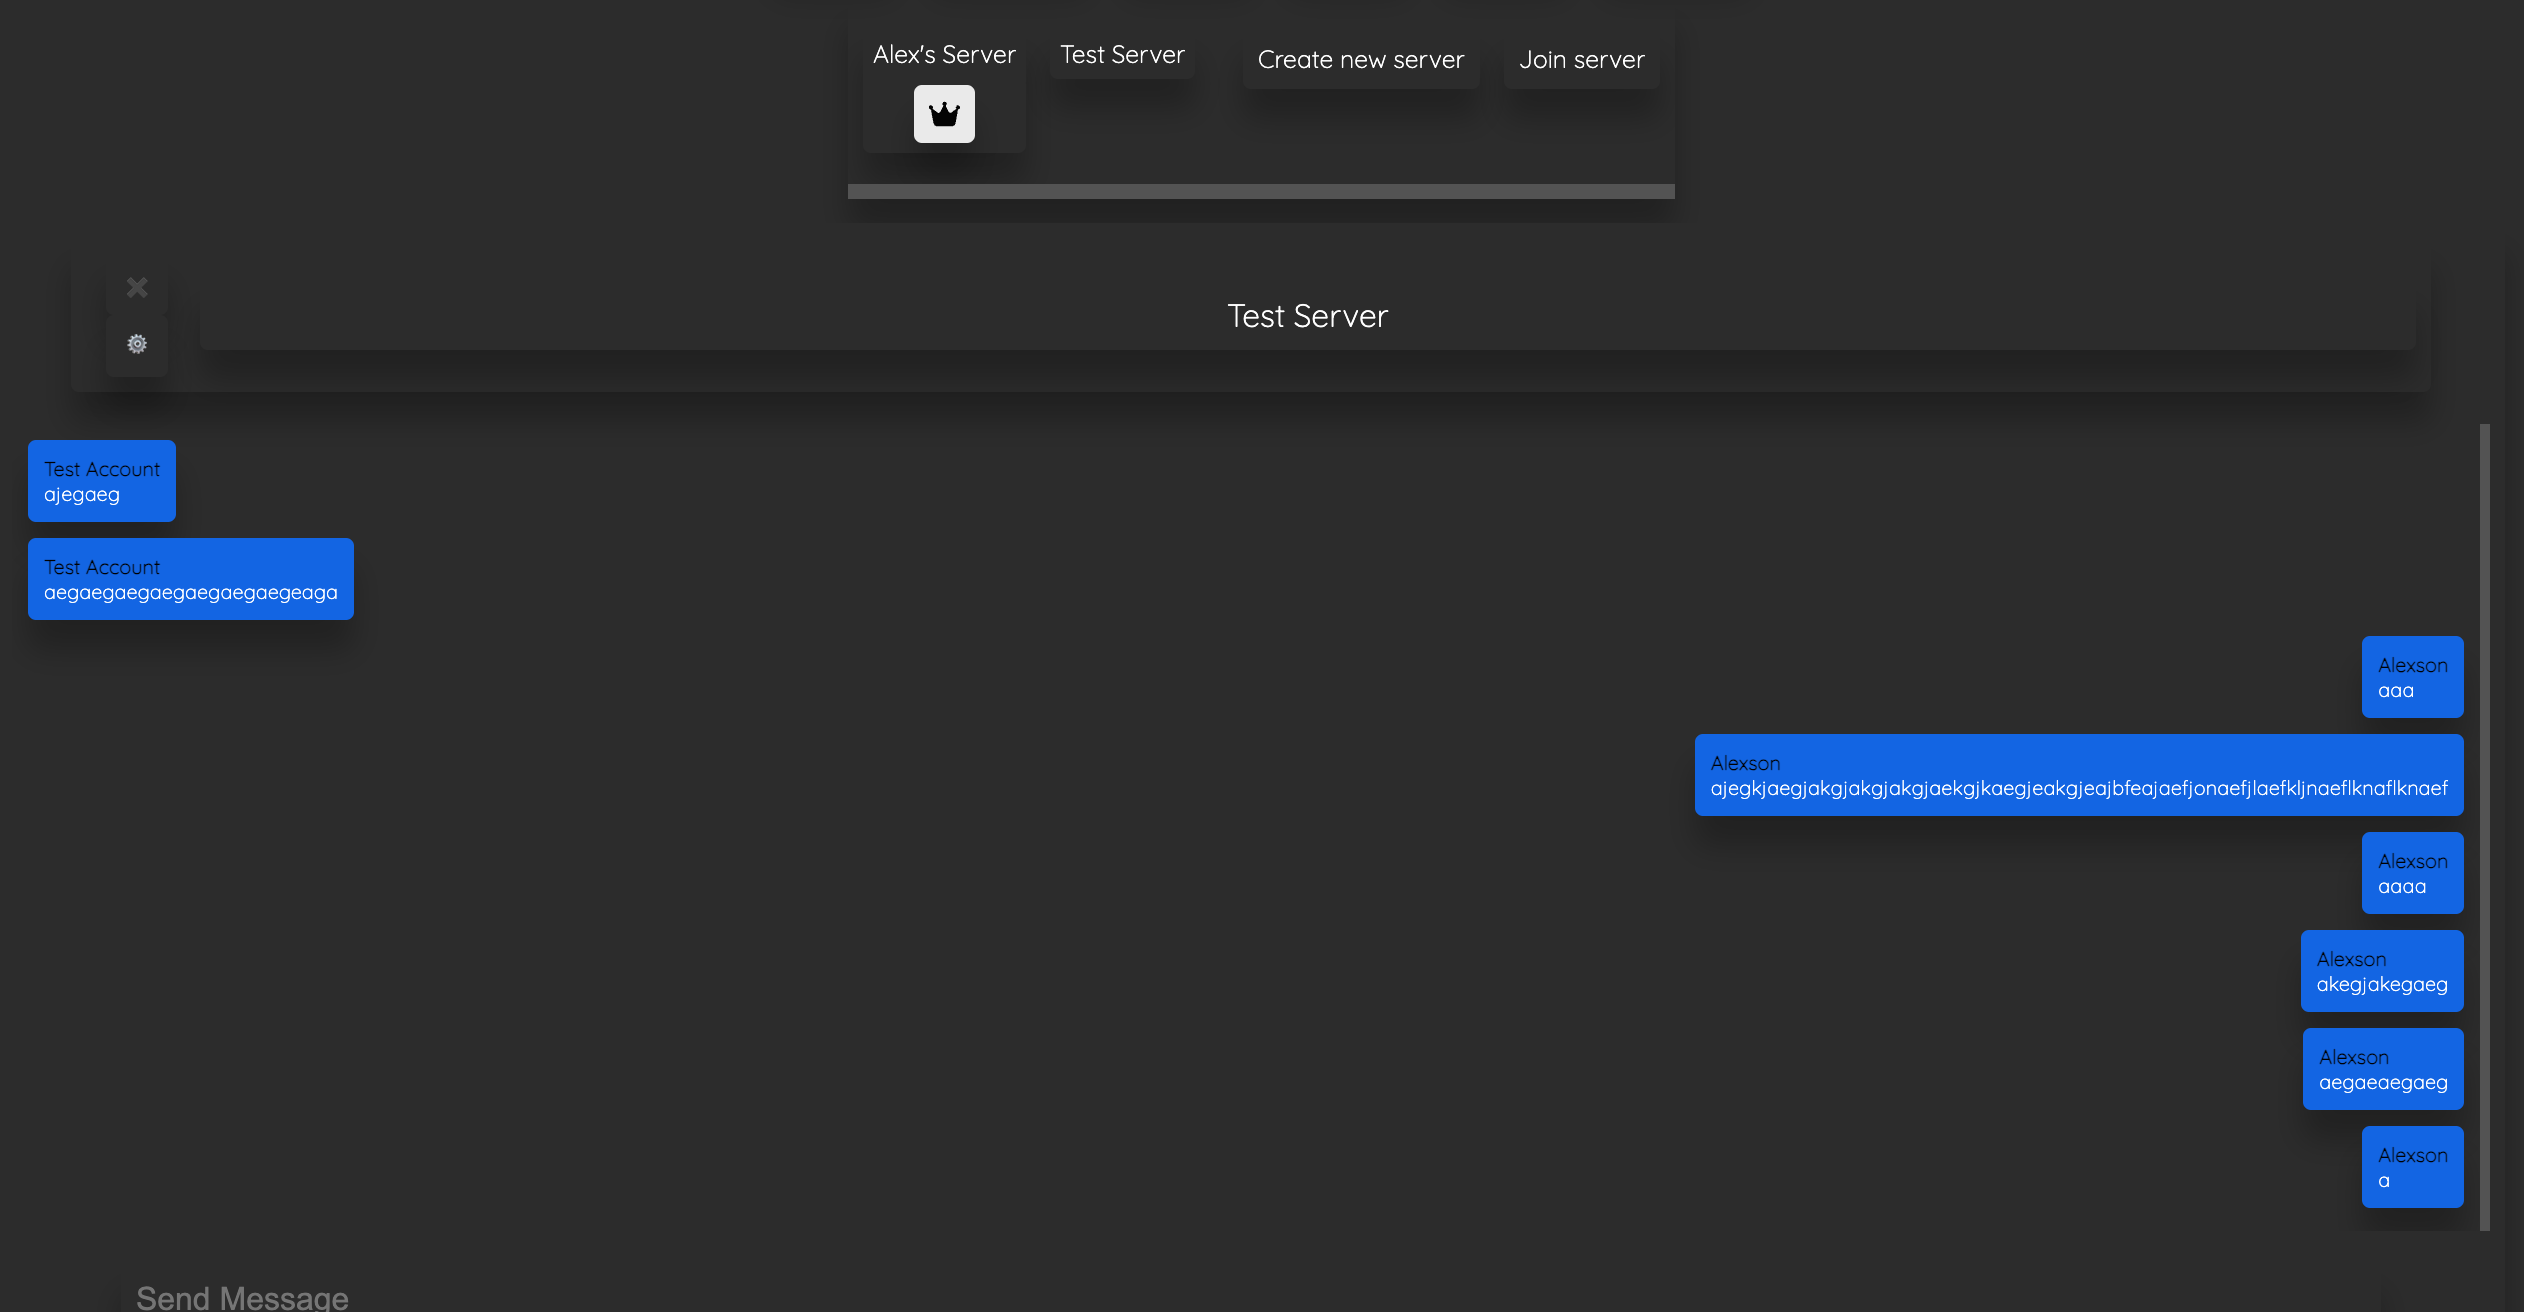 Alex's Server
Test Server
Create new server
Join server
Test Server
Test Account
ajegaeg
Test Account
aegaegaegaegaegaegaegeaga
Alexson
aaa
Alexson
ajegkjaegjakgjakgjakgjaekgjkaegjeakgjeajbfeajaefjonaefjlaefkljnaeflknaflknaef
Alexson
aaaa
Alexson
akegjakegaeg
Alexson
aegaeaegaeg
Alexson
a
Send Message